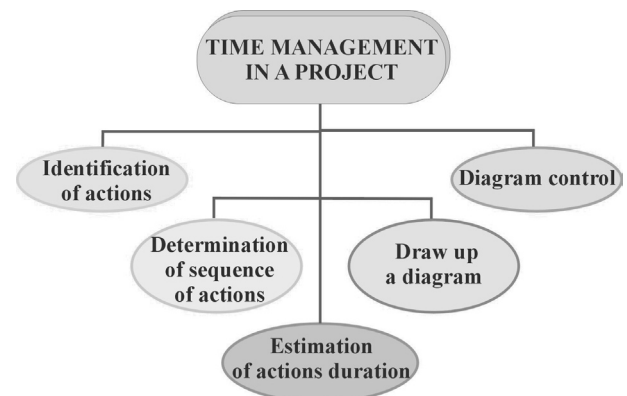 TIME MANAGEMENT
IN A PROJECT
Identification
of actions
Diagram control
Determination
of sequence
of actions
Draw up
a diagram
Estimation
of actions duration